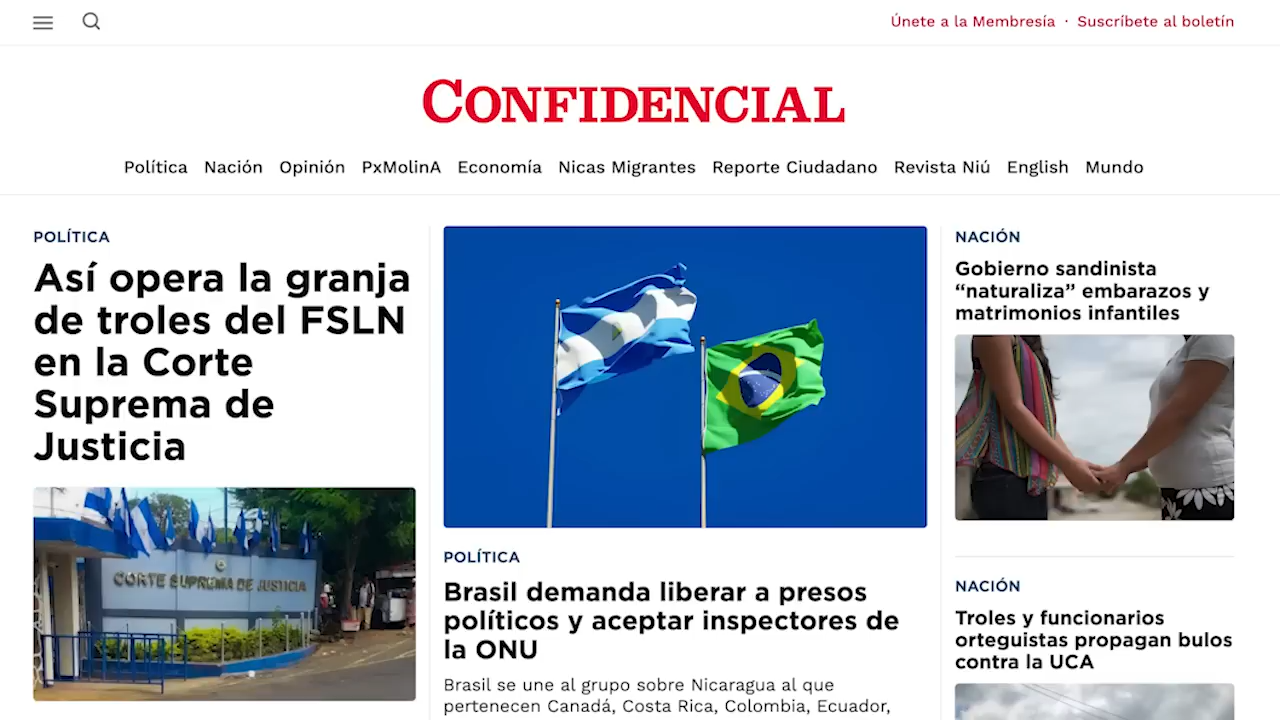 Únete a la Membresía · Suscríbete al boletín
CONFIDENCIAL
Política Nación Opinión PxMolinA Economía Nicas Migrantes Reporte Ciudadano Revista Niú English Mundo
POLÍTICA
Así opera la granja
de troles del FSLN
en la Corte
Suprema de
Justicia
CORTE SUPREMA DE JUSTICIA
POLÍTICA
Brasil demanda liberar a presos
políticos y aceptar inspectores de
la ONU
Brasil se une al grupo sobre Nicaragua al que
pertenecen Canadá, Costa Rica, Colombia, Ecuador,
NACIÓN
Gobierno sandinista
“naturaliza” embarazos y
matrimonios infantiles
NACIÓN
Troles y funcionarios
orteguistas propagan bulos
contra la UCA